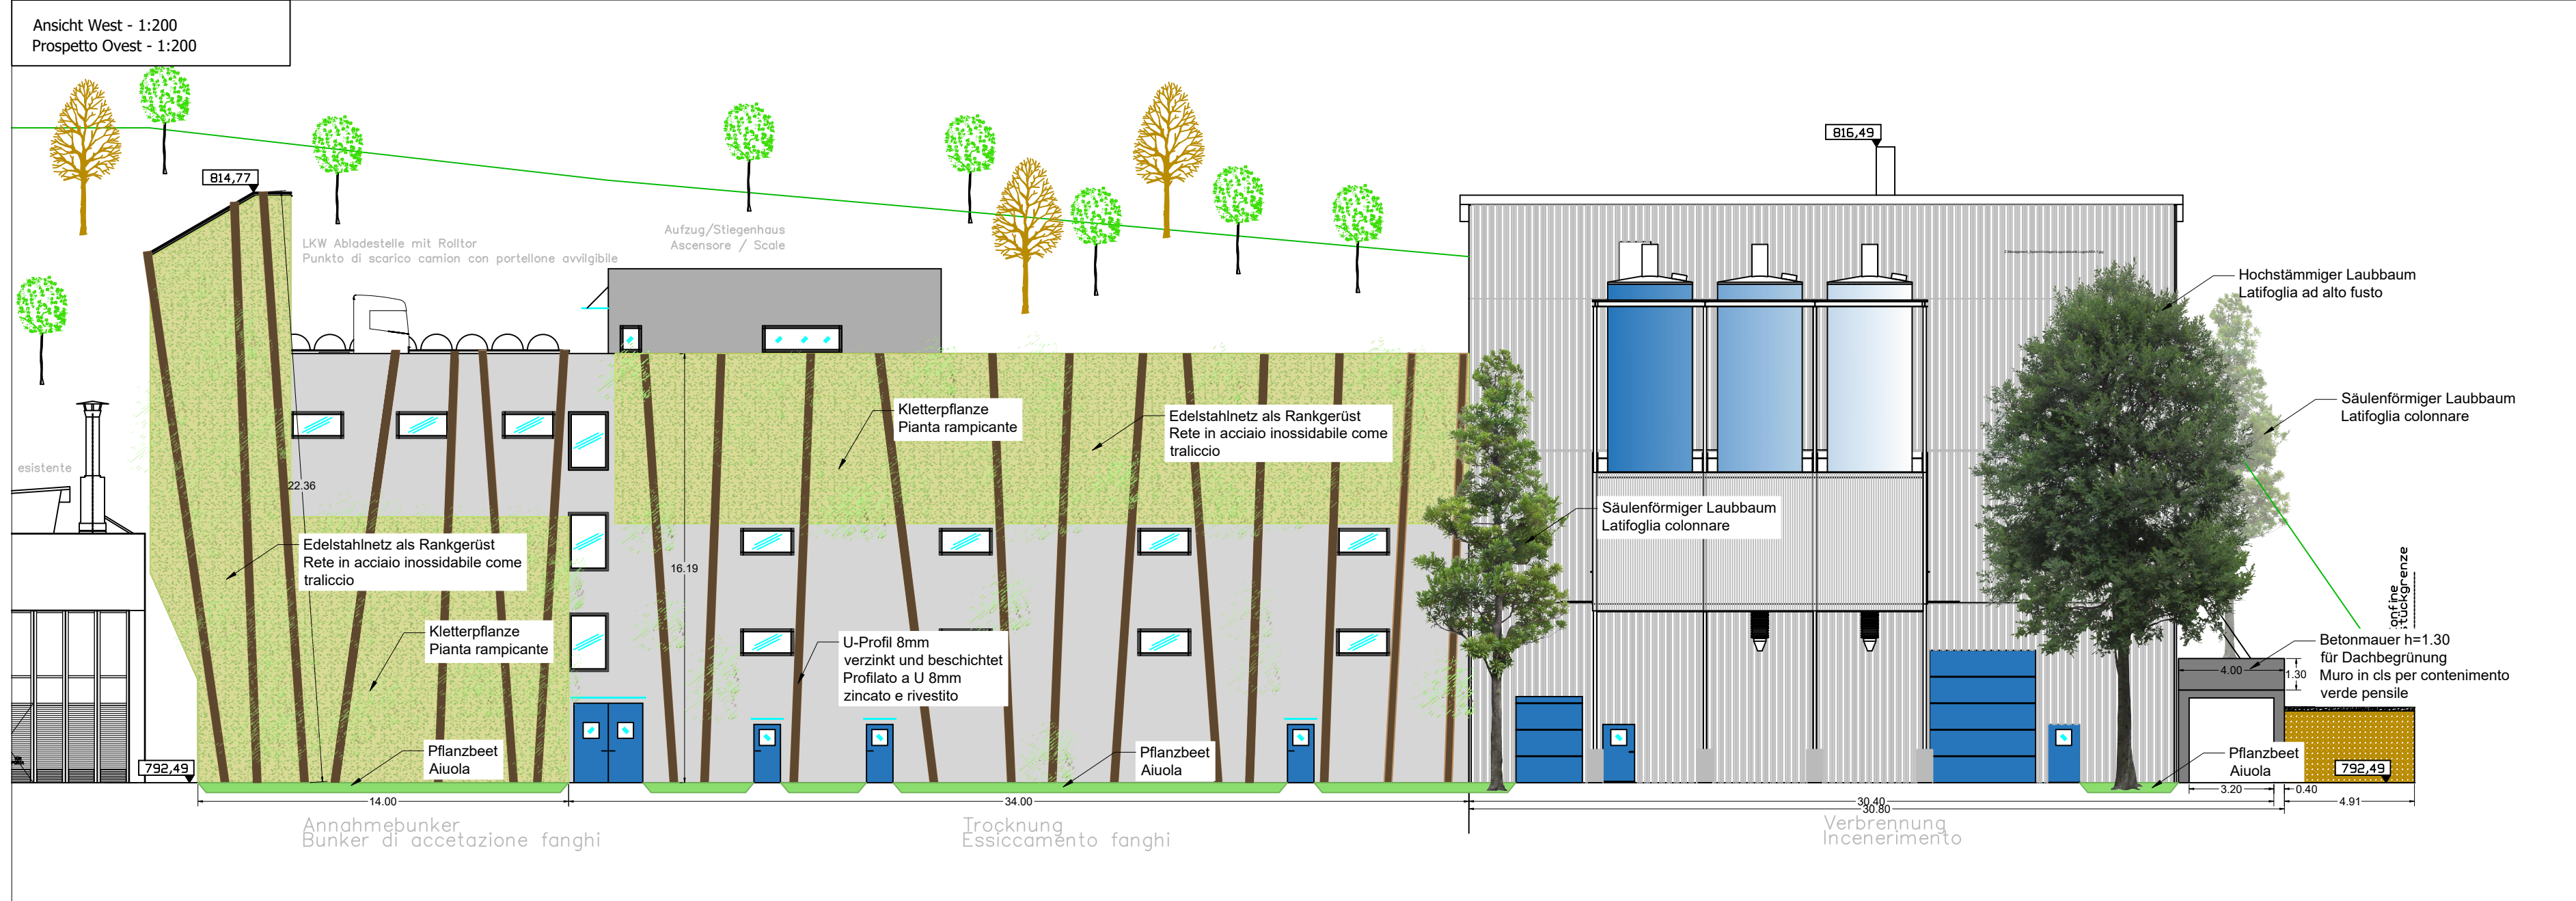 Ansicht West - 1:200
Prospetto Ovest - 1:200
816,49
814,77
LKW Abladestelle mit Rolltor
Punkto di scarico camion con portellone avvilgibile
Aufzug/Stiegenhaus
Ascensore / Scale
Hochstämmiger Laubbaum
Latifoglia ad alto fusto
Säulenförmiger Laubbaum
Latifoglia colonnare
Kletterpflanze
Pianta rampicante
Edelstahlnetz als Rankgerüst
Rete in acciaio inossidabile come
traliccio
esistente
22.36
Säulenförmiger Laubbaum
Latifoglia colonnare
Edelstahlnetz als Rankgerüst
Rete in acciaio inossidabile come
traliccio
16.19
Kletterpflanze
Pianta rampicante
U-Profil 8mm
verzinkt und beschichtet
Profilato a U 8mm
zincato e rivestito
Betonmauer h=1.30
für Dachbegrünung
Muro in cls per contenimento
verde pensile
4.00
1.30
Pflanzbeet
Aiuola
Pflanzbeet
Aiuola
Pflanzbeet
Aiuola
792,49
792,49
3.20
0.40
4.91
14.00
34.00
30.40
30.80
Annahmebunker
Bunker di accetazione fanghi
Trocknung
Essiccamento fanghi
Verbrennung
Incenerimento